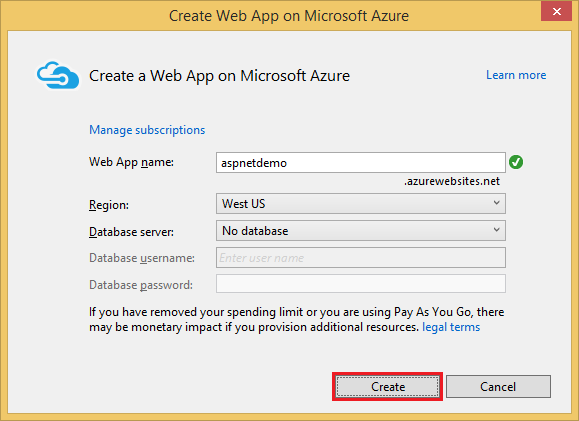 Create Web App on Microsoft Azure
Create a Web App on Microsoft Azure
Learn more
Manage subscriptions
Web App name: aspnetdemo
.azurewebsites.net
Region: West US
Database server: No database
Database username: Enter user name
Database password:
If you have removed your spending limit or you are using Pay As You Go, there
may be monetary impact if you provision additional resources. legal terms
Create Cancel